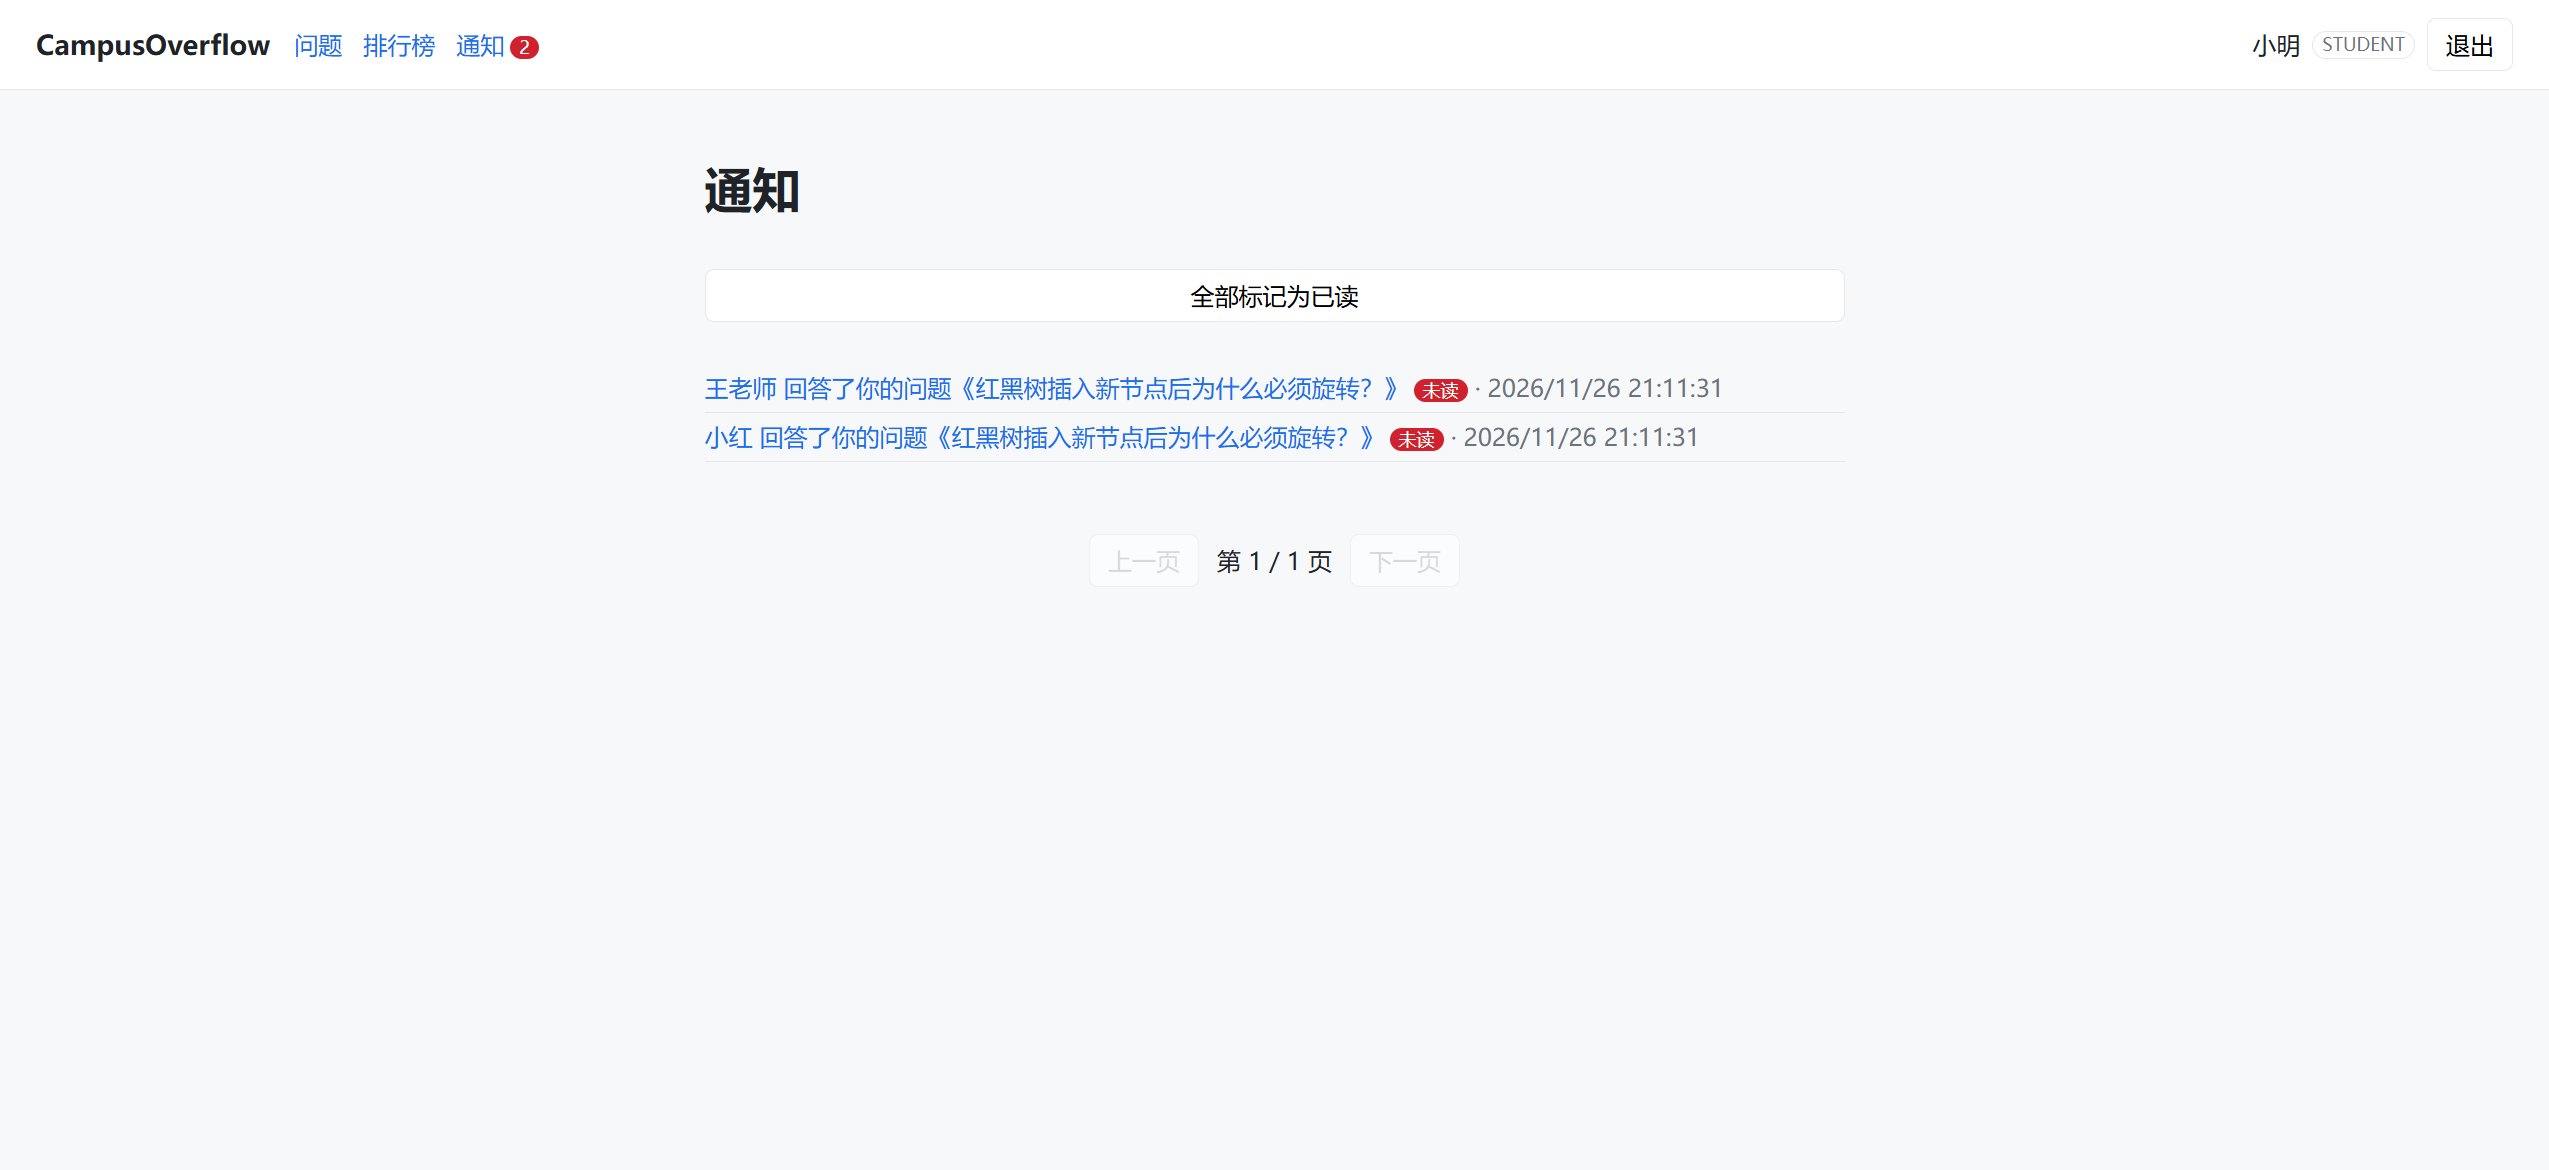 CampusOverflow 问题 排行榜 通知 2 小明 STUDENT 退出
通知
全部标记为已读
王老师 回答了你的问题《红黑树插入新节点后为什么必须旋转？》 未读 · 2026/11/26 21:11:31
小红 回答了你的问题《红黑树插入新节点后为什么必须旋转？》 未读 · 2026/11/26 21:11:31
上一页 第 1 / 1 页 下一页